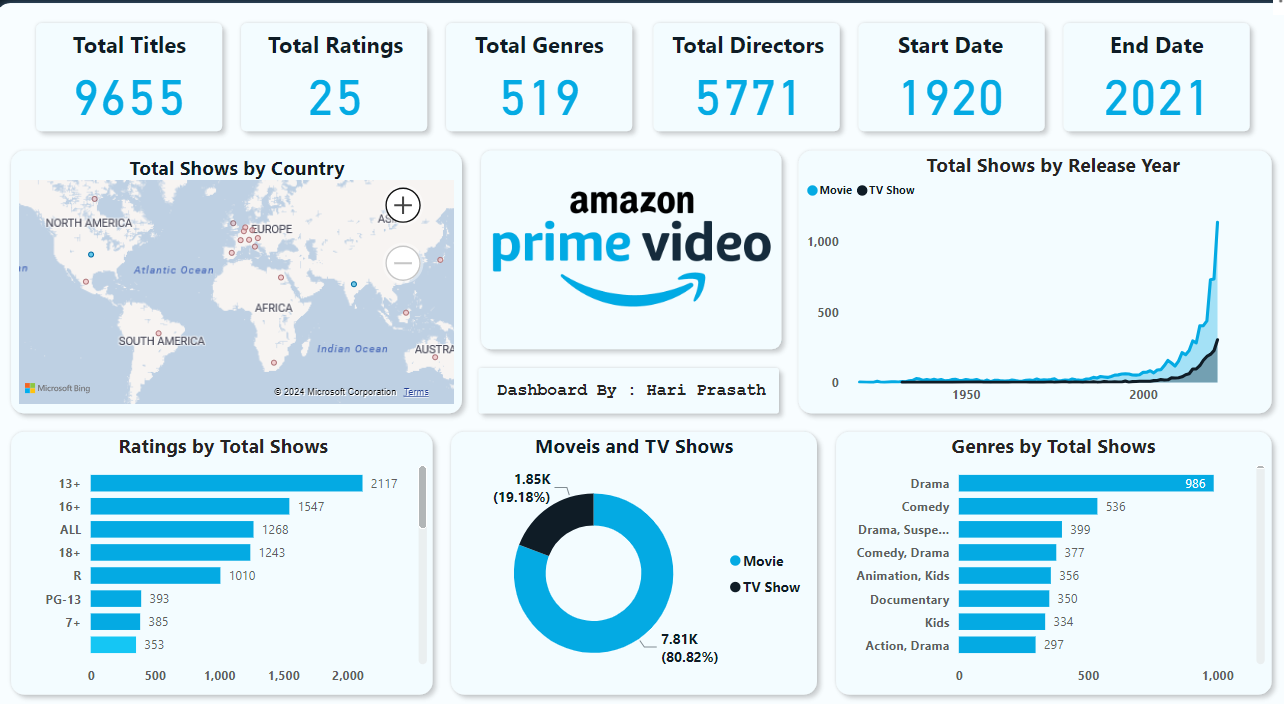 Total Titles
9655
Total Ratings
25
Total Genres
519
Total Directors
5771
Start Date
1920
End Date
2021
Total Shows by Country
NORTH AMERICA
EUROPE
AS
Atlantic Ocean
AFRICA
SOUTH AMERICA
Indian Ocean
AUSTRA
Microsoft Bing
© 2024 Microsoft Corporation Terms
amazon
prime video
Dashboard By : Hari Prasath
Total Shows by Release Year
Movie TV Show
1,000
500
0
1950 2000
Ratings by Total Shows
13+ 2117
16+ 1547
ALL 1268
18+ 1243
R 1010
PG-13 393
7+ 385
353
0 500 1,000 1,500 2,000
Moveis and TV Shows
1.85K
(19.18%)
Movie
TV Show
7.81K
(80.82%)
Genres by Total Shows
Drama 986
Comedy 536
Drama, Suspe... 399
Comedy, Drama 377
Animation, Kids 356
Documentary 350
Kids 334
Action, Drama 297
0 500 1,000